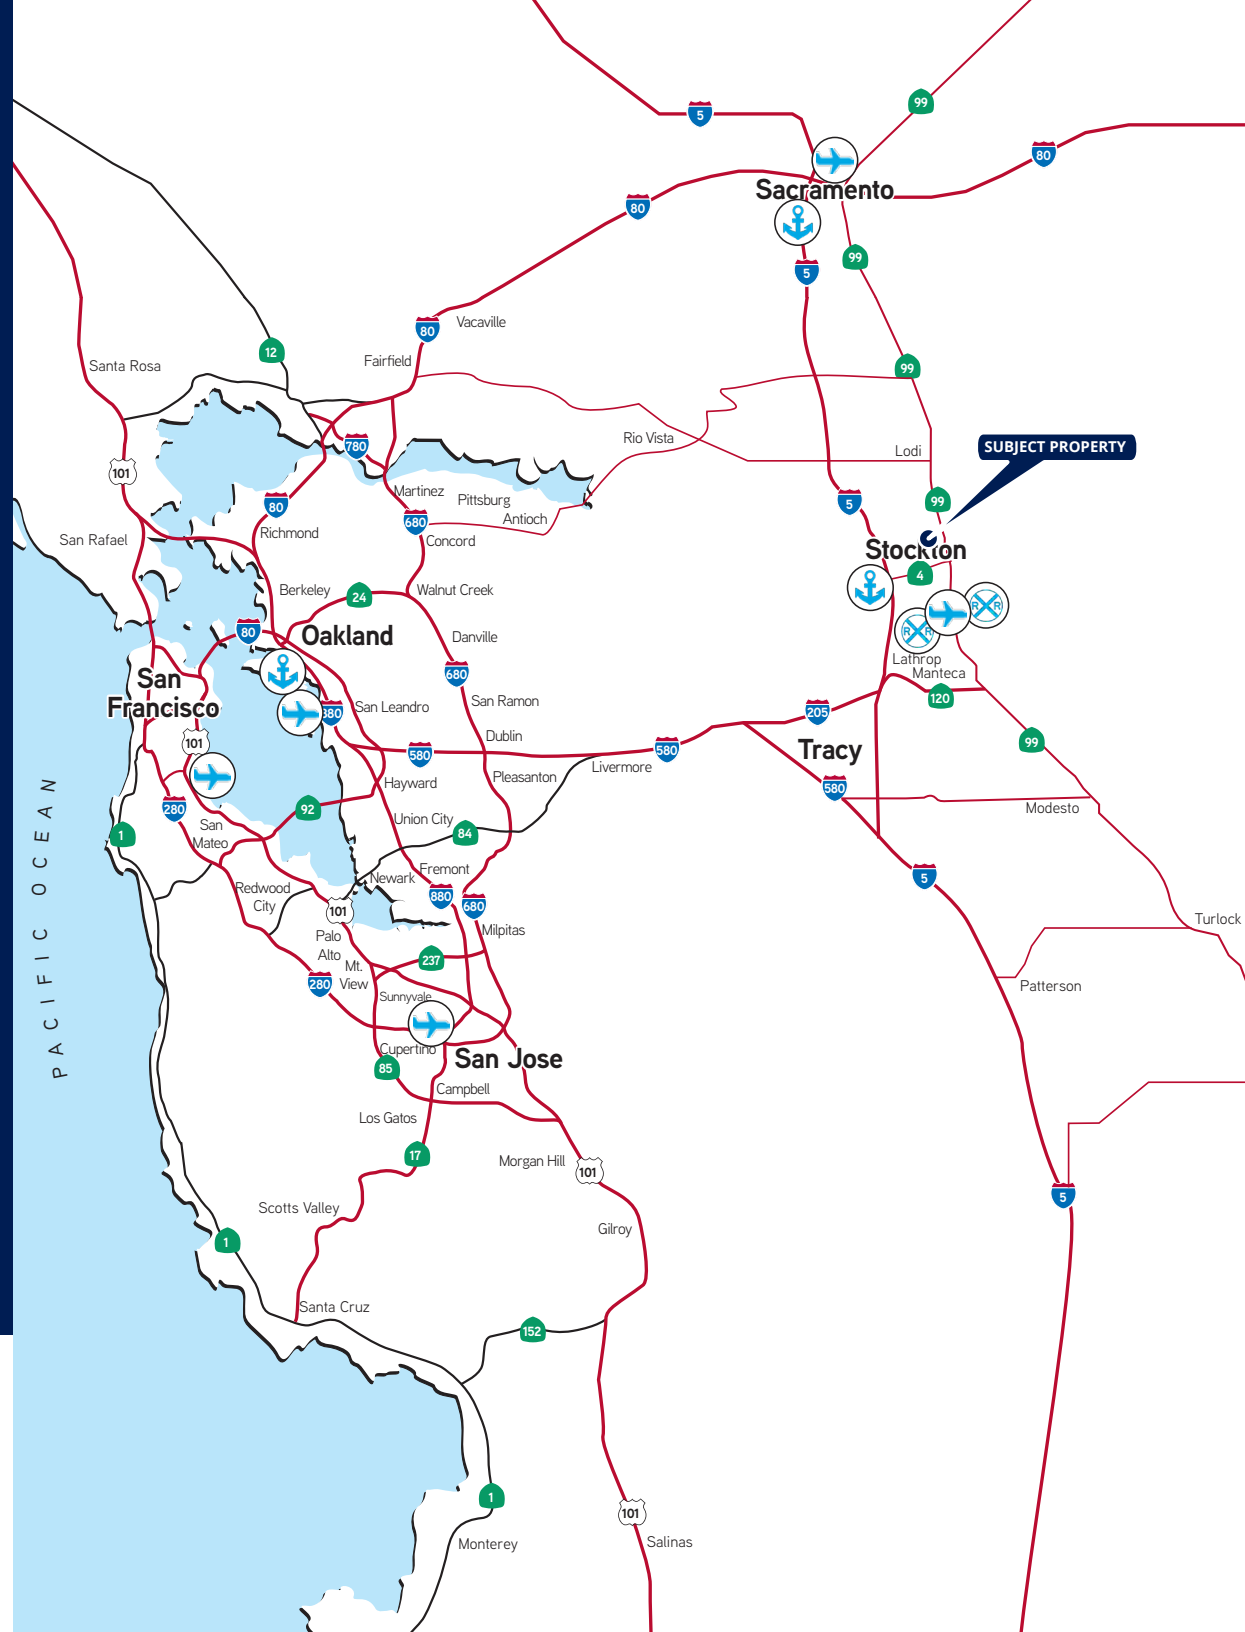 99
5
80
Sacramento
80
99
5
Vacaville
80
12
Fairfield
Santa Rosa
99
Rio Vista
780
Lodi
SUBJECT PROPERTY
101
Martinez
Pittsburg
99
5
80
Antioch
680
Richmond
San Rafael
Concord
Stockton
4
Berkeley
24
Walnut Creek
R R
R R
80
Oakland
Danville
Lathrop
Manteca
680
San
Francisco
120
San Ramon
San Leandro
880
205
Dublin
101
99
580
580
Tracy
Livermore
Pleasanton
Hayward
580
280
92
Modesto
Union City
San
Mateo
84
1
Fremont
Newark
5
Redwood
City
880
680
101
Turlock
Palo
Alto
Milpitas
237
Mt.
View
280
Patterson
Sunnyvale
Cupertino
San Jose
85
Campbell
Los Gatos
17
Morgan Hill
101
5
Scotts Valley
Gilroy
1
Santa Cruz
152
1
101
Monterey
Salinas
PACIFIC OCEAN